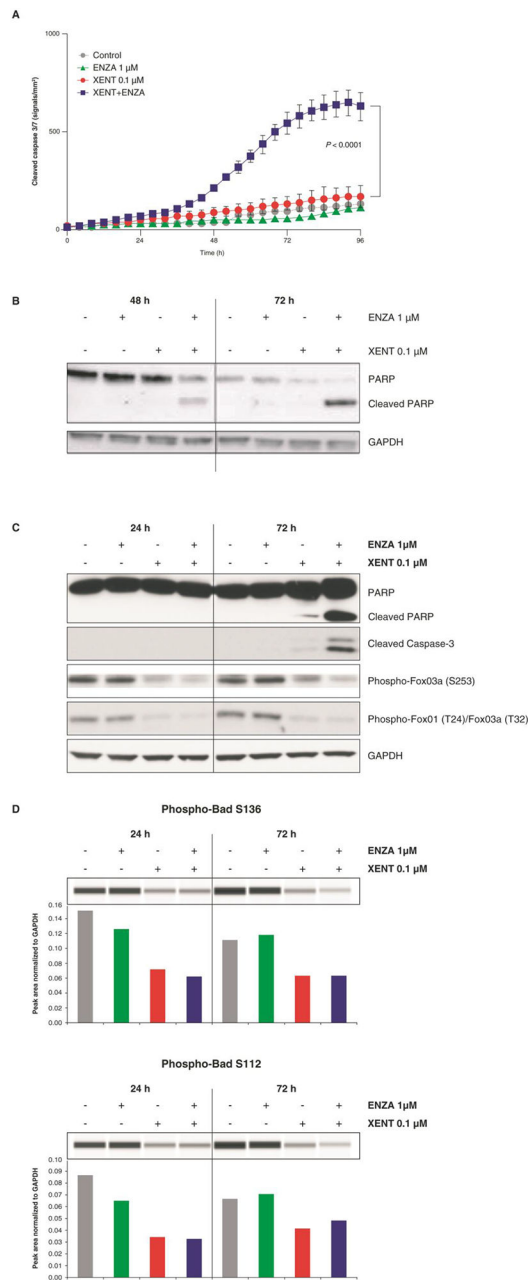 A
1000
500
0
Cleaved caspase 3/7 (signals/mm²)
Control
ENZA 1 µM
XENT 0.1 µM
XENT+ENZA
P < 0.0001
0 24 48 72 96
Time (h)
B
48 h 72 h
- + - + - + - + ENZA 1 µM
- - + + - - + + XENT 0.1 µM
PARP
Cleaved PARP
GAPDH
C
24 h 72 h
- + - + - + - + ENZA 1µM
- - + + - - + + XENT 0.1 µM
PARP
Cleaved PARP
Cleaved Caspase-3
Phospho-Fox03a (S253)
Phospho-Fox01 (T24)/Fox03a (T32)
GAPDH
D
Phospho-Bad S136
24 h 72 h
- + - + - + - + ENZA 1µM
- - + + - - + + XENT 0.1 µM
Peak area normalized to GAPDH
0.16
0.14
0.12
0.10
0.08
0.06
0.04
0.02
0.00
Phospho-Bad S112
24 h 72 h
- + - + - + - + ENZA 1µM
- - + + - - + + XENT 0.1 µM
Peak area normalized to GAPDH
0.10
0.09
0.08
0.07
0.06
0.05
0.04
0.03
0.02
0.01
0.00